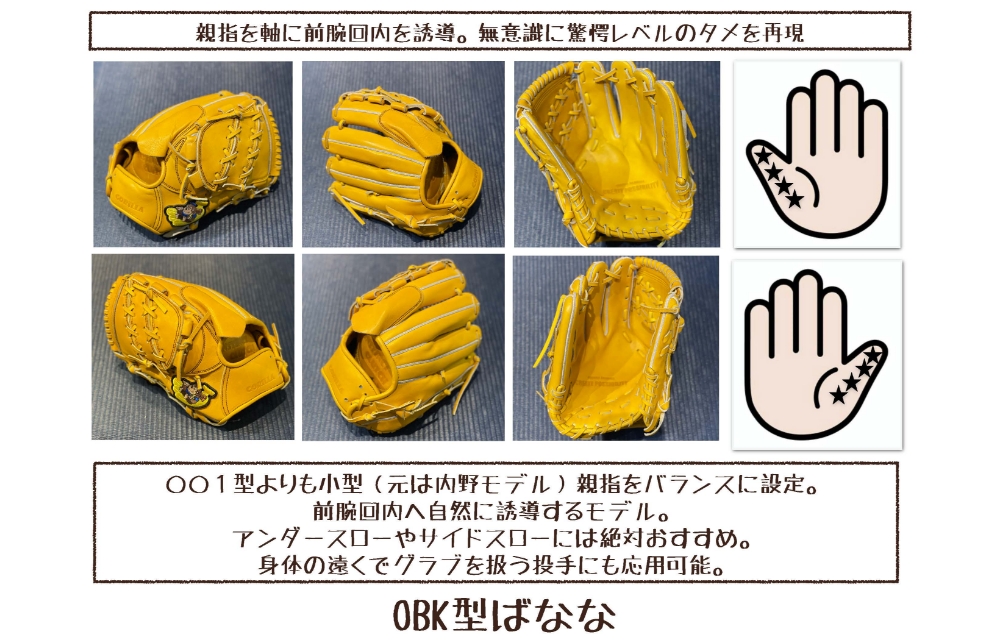 親指を軸に前腕回内を誘導。無意識に驚愕レベルのタメを再現
〇〇１型よりも小型（元は内野モデル）親指をバランスに設定。
前腕回内へ自然に誘導するモデル。
アンダースローやサイドスローには絶対おすすめ。
身体の遠くでグラブを扱う投手にも応用可能。
OBK型ばなな